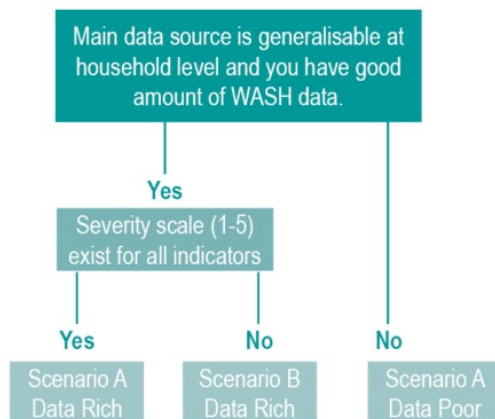 Main data source is generalisable at
household level and you have good
amount of WASH data.
Yes
Severity scale (1-5)
exist for all indicators
Yes
No
No
Scenario A
Data Rich
Scenario B
Data Rich
Scenario A
Data Poor